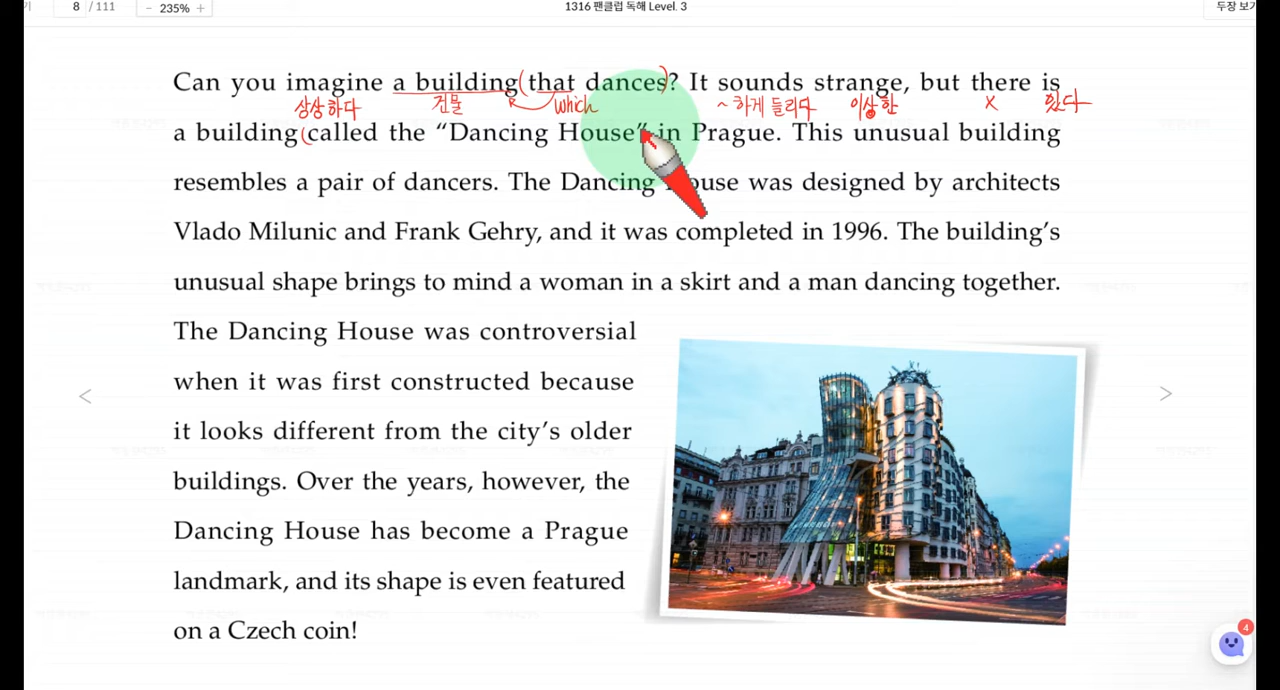 8 / 111
− 235% +
1316 팬클럽 독해 Level. 3
두장 보기
Can you imagine a building(that dances)? It sounds strange, but there is
상상하다 건물 which ~하게 들리다 이상한 x 있다
a building(called the “Dancing House” in Prague. This unusual building
resembles a pair of dancers. The Dancing ouse was designed by architects
Vlado Milunic and Frank Gehry, and it was completed in 1996. The building’s
unusual shape brings to mind a woman in a skirt and a man dancing together.
The Dancing House was controversial
when it was first constructed because
it looks different from the city’s older
buildings. Over the years, however, the
Dancing House has become a Prague
landmark, and its shape is even featured
on a Czech coin!
<
>
4